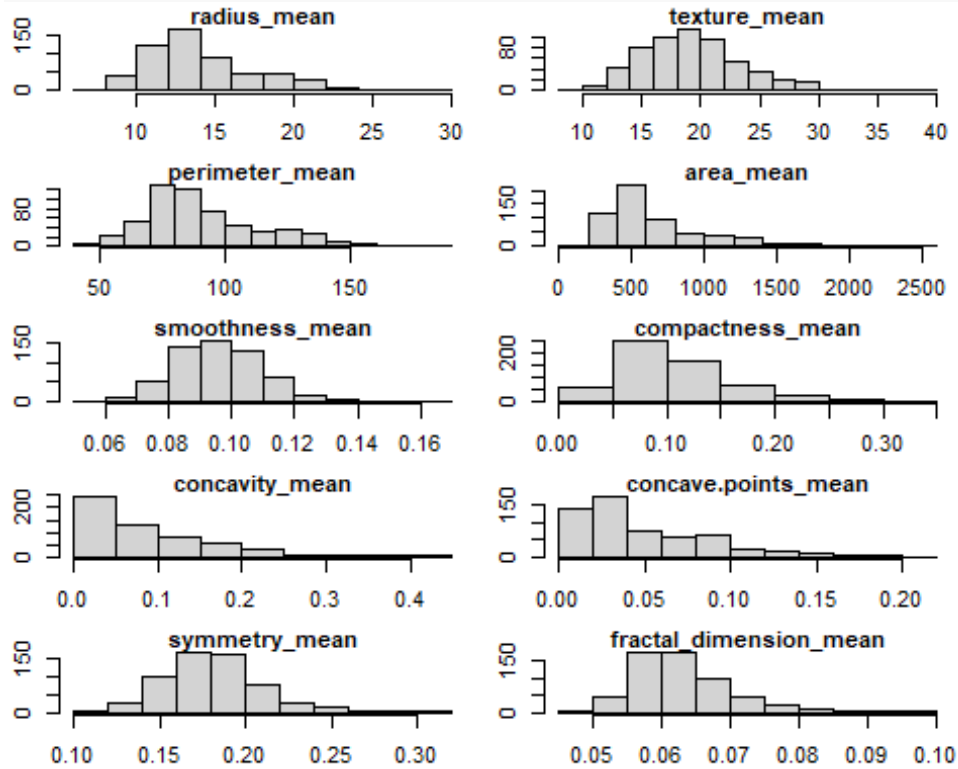 radius_mean
0 150
10 15 20 25 30
texture_mean
0 80
10 15 20 25 30 35 40
perimeter_mean
0 80
50 100 150
area_mean
0 150
0 500 1000 1500 2000 2500
smoothness_mean
0 150
0.06 0.08 0.10 0.12 0.14 0.16
compactness_mean
0 200
0.00 0.10 0.20 0.30
concavity_mean
0 200
0.0 0.1 0.2 0.3 0.4
concave.points_mean
0 150
0.00 0.05 0.10 0.15 0.20
symmetry_mean
0 150
0.10 0.15 0.20 0.25 0.30
fractal_dimension_mean
0 150
0.05 0.06 0.07 0.08 0.09 0.10